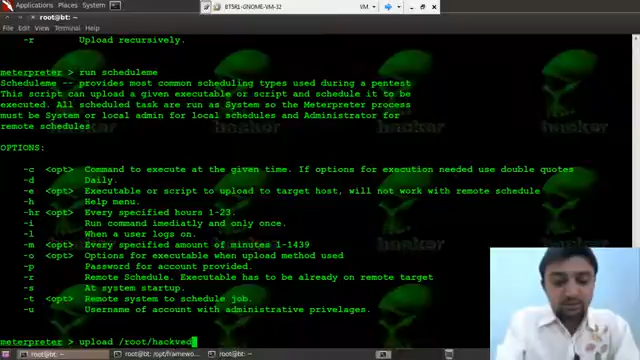 Applications Places System
BT5R1-GNOME-VM-32
VM
root@bt: ~
File Edit View Terminal Help
-r Upload recursively.
meterpreter > run scheduleme
Scheduleme -- provides most common scheduling types used during a pentest
This script can upload a given executable or script and schedule it to be
executed. All scheduled task are run as System so the Meterpreter process
must be System or local admin for local schedules and Administrator for
remote schedules
OPTIONS:
-c <opt> Command to execute at the given time. If options for execution needed use double quotes
-d Daily.
-e <opt> Executable or script to upload to target host, will not work with remote schedule
-h Help menu.
-hr <opt> Every specified hours 1-23.
-i Run command imediatly and only once.
-l When a user logs on.
-m <opt> Every specified amount of minutes 1-1439
-o <opt> Options for executable when upload method used
-p Password for account provided.
-r Remote Schedule. Executable has to be already on remote target
-s At system startup.
-t <opt> Remote system to schedule job.
-u Username of account with administrative privelages.
meterpreter > upload /root/hackved
root@bt: ~
root@bt: /opt/framewo...
root@bt: ~